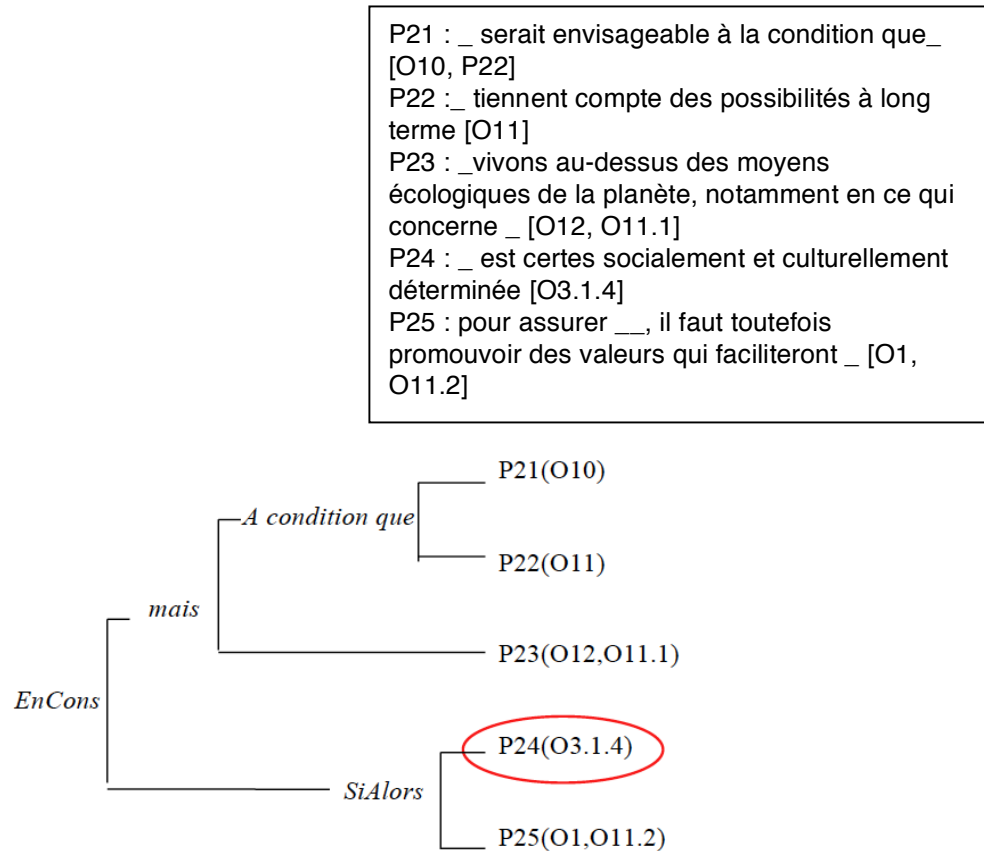 P21 : _ serait envisageable à la condition que_
[O10, P22]
P22 :_ tiennent compte des possibilités à long
terme [O11]
P23 : _vivons au-dessus des moyens
écologiques de la planète, notamment en ce qui
concerne _ [O12, O11.1]
P24 : _ est certes socialement et culturellement
déterminée [O3.1.4]
P25 : pour assurer __, il faut toutefois
promouvoir des valeurs qui faciliteront _ [O1,
O11.2]
P21(O10)
A condition que
P22(O11)
mais
P23(O12,O11.1)
EnCons
P24(O3.1.4)
SiAlors
P25(O1,O11.2)